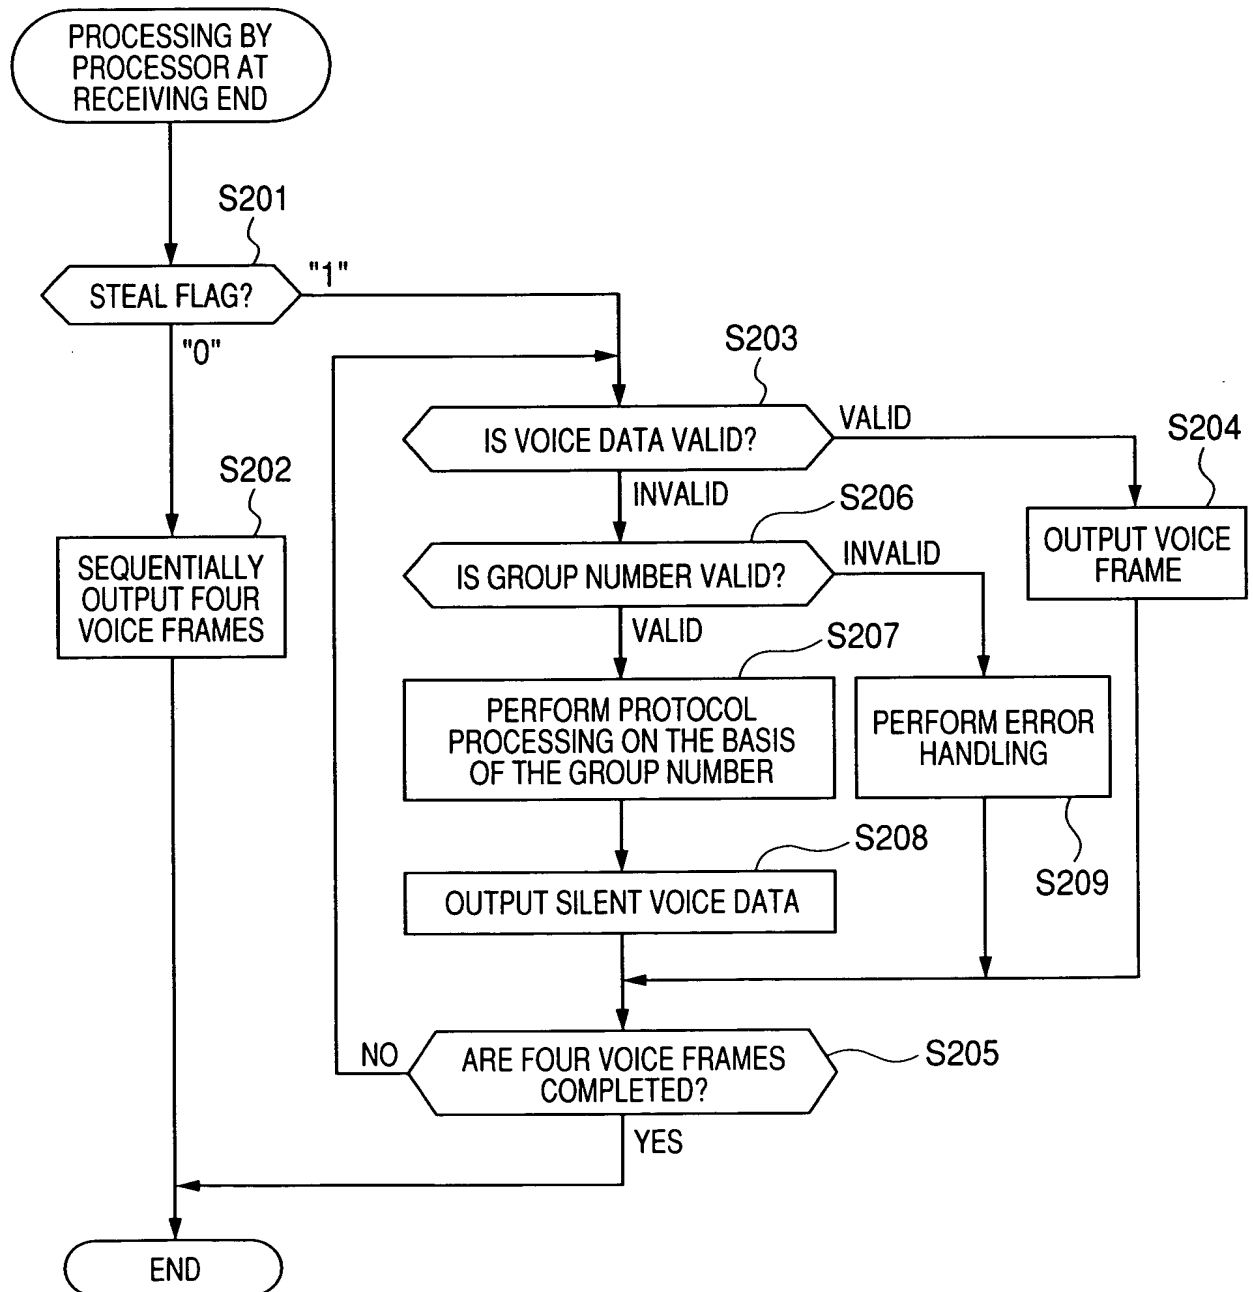 PROCESSING BY
PROCESSOR AT
RECEIVING END
S201
STEAL FLAG?
"1"
"0"
S202
SEQUENTIALLY
OUTPUT FOUR
VOICE FRAMES
S203
IS VOICE DATA VALID?
VALID
INVALID
S204
OUTPUT VOICE
FRAME
S206
IS GROUP NUMBER VALID?
INVALID
VALID
S207
PERFORM PROTOCOL
PROCESSING ON THE BASIS
OF THE GROUP NUMBER
PERFORM ERROR
HANDLING
S209
S208
OUTPUT SILENT VOICE DATA
S205
ARE FOUR VOICE FRAMES
COMPLETED?
NO
YES
END